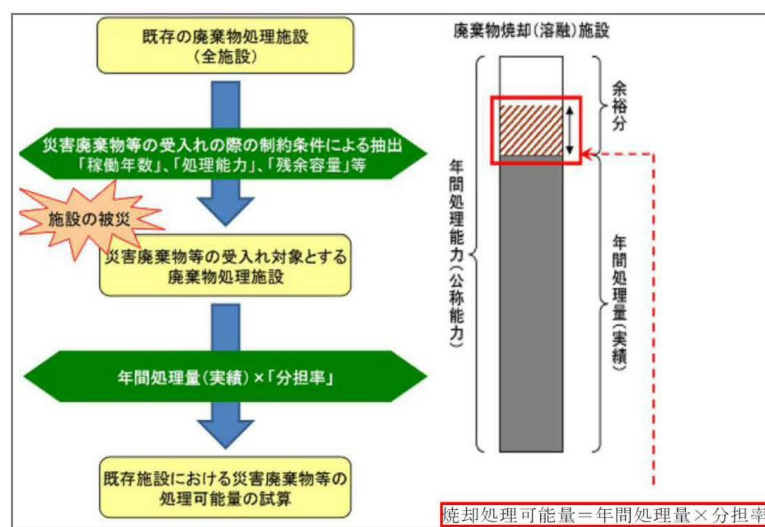 既存の廃棄物処理施設
(全施設)
災害廃棄物等の受入れの際の制約条件による抽出
「稼働年数」、「処理能力」、「残余容量」等
施設の被災
災害廃棄物等の受入れ対象とする
廃棄物処理施設
年間処理量(実績)×「分担率」
既存施設における災害廃棄物等の
処理可能量の試算
廃棄物焼却(溶融)施設
年間処理能力(公称能力)
余裕分
年間処理量(実績)
焼却処理可能量=年間処理量×分担率